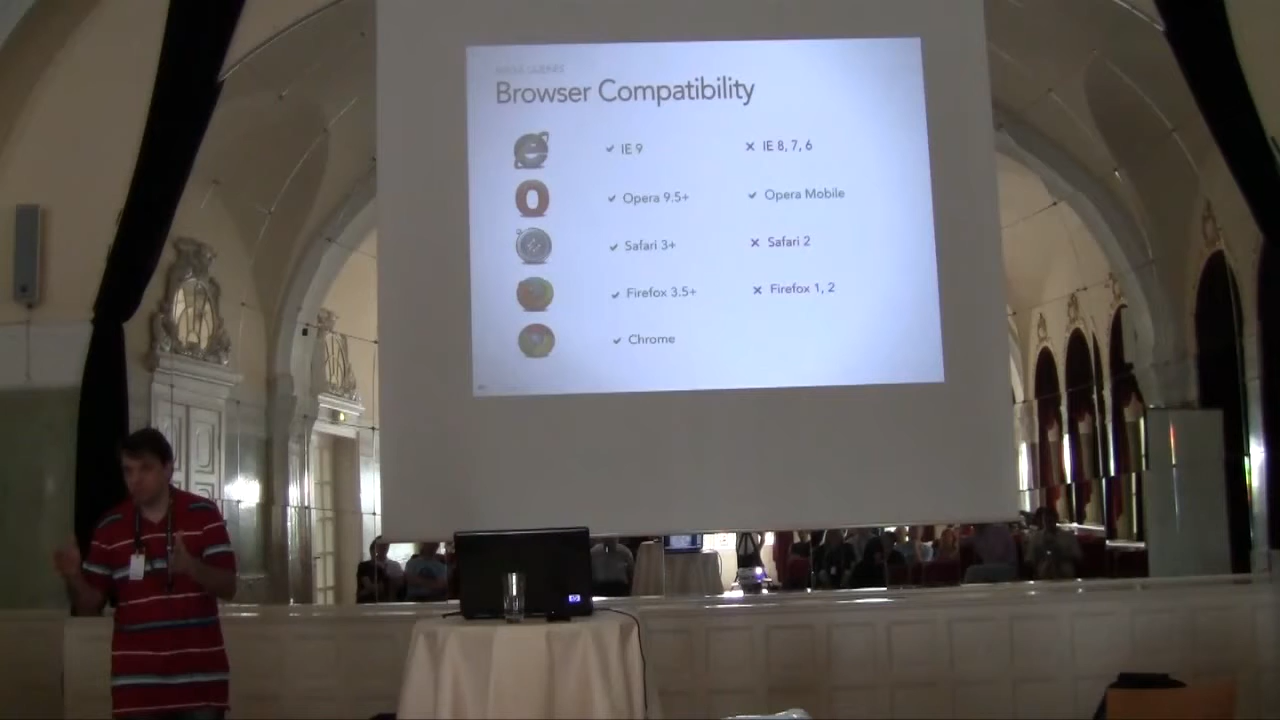 Browser Compatibility
✓ IE 9 ✕ IE 8, 7, 6
✓ Opera 9.5+ ✓ Opera Mobile
✓ Safari 3+ ✕ Safari 2
✓ Firefox 3.5+ ✕ Firefox 1, 2
✓ Chrome
hp